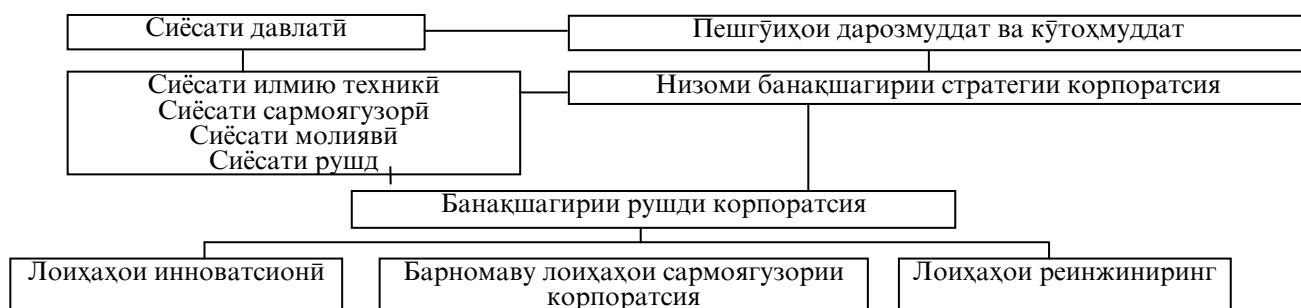 Сиёсати давлатӣ
Пешгӯиҳои дарозмуддат ва кӯтоҳмуддат
Сиёсати илмию техникӣ
Сиёсати сармоягузорӣ
Сиёсати молиявӣ
Сиёсати рушд
Низоми банақшагирии стратегии корпоратсия
Банақшагирии рушди корпоратсия
Лоиҳаҳои инноватсионӣ
Барномаву лоиҳаҳои сармоягузории
корпоратсия
Лоиҳаҳои реинжиниринг